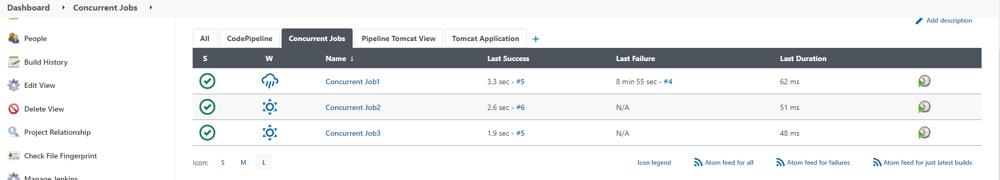 Dashboard Concurrent Jobs
Add description
People
Build History
Edit View
Delete View
Project Relationship
Check File Fingerprint
Manage Jenkins
All CodePipeline Concurrent Jobs Pipeline Tomcat View Tomcat Application +
S W Name ↓ Last Success Last Failure Last Duration
Concurrent Job1 3.3 sec - #5 8 min 55 sec - #4 62 ms
Concurrent Job2 2.6 sec - #6 N/A 51 ms
Concurrent Job3 1.9 sec - #5 N/A 48 ms
Icon: S M L Icon legend Atom feed for all Atom feed for failures Atom feed for just latest builds